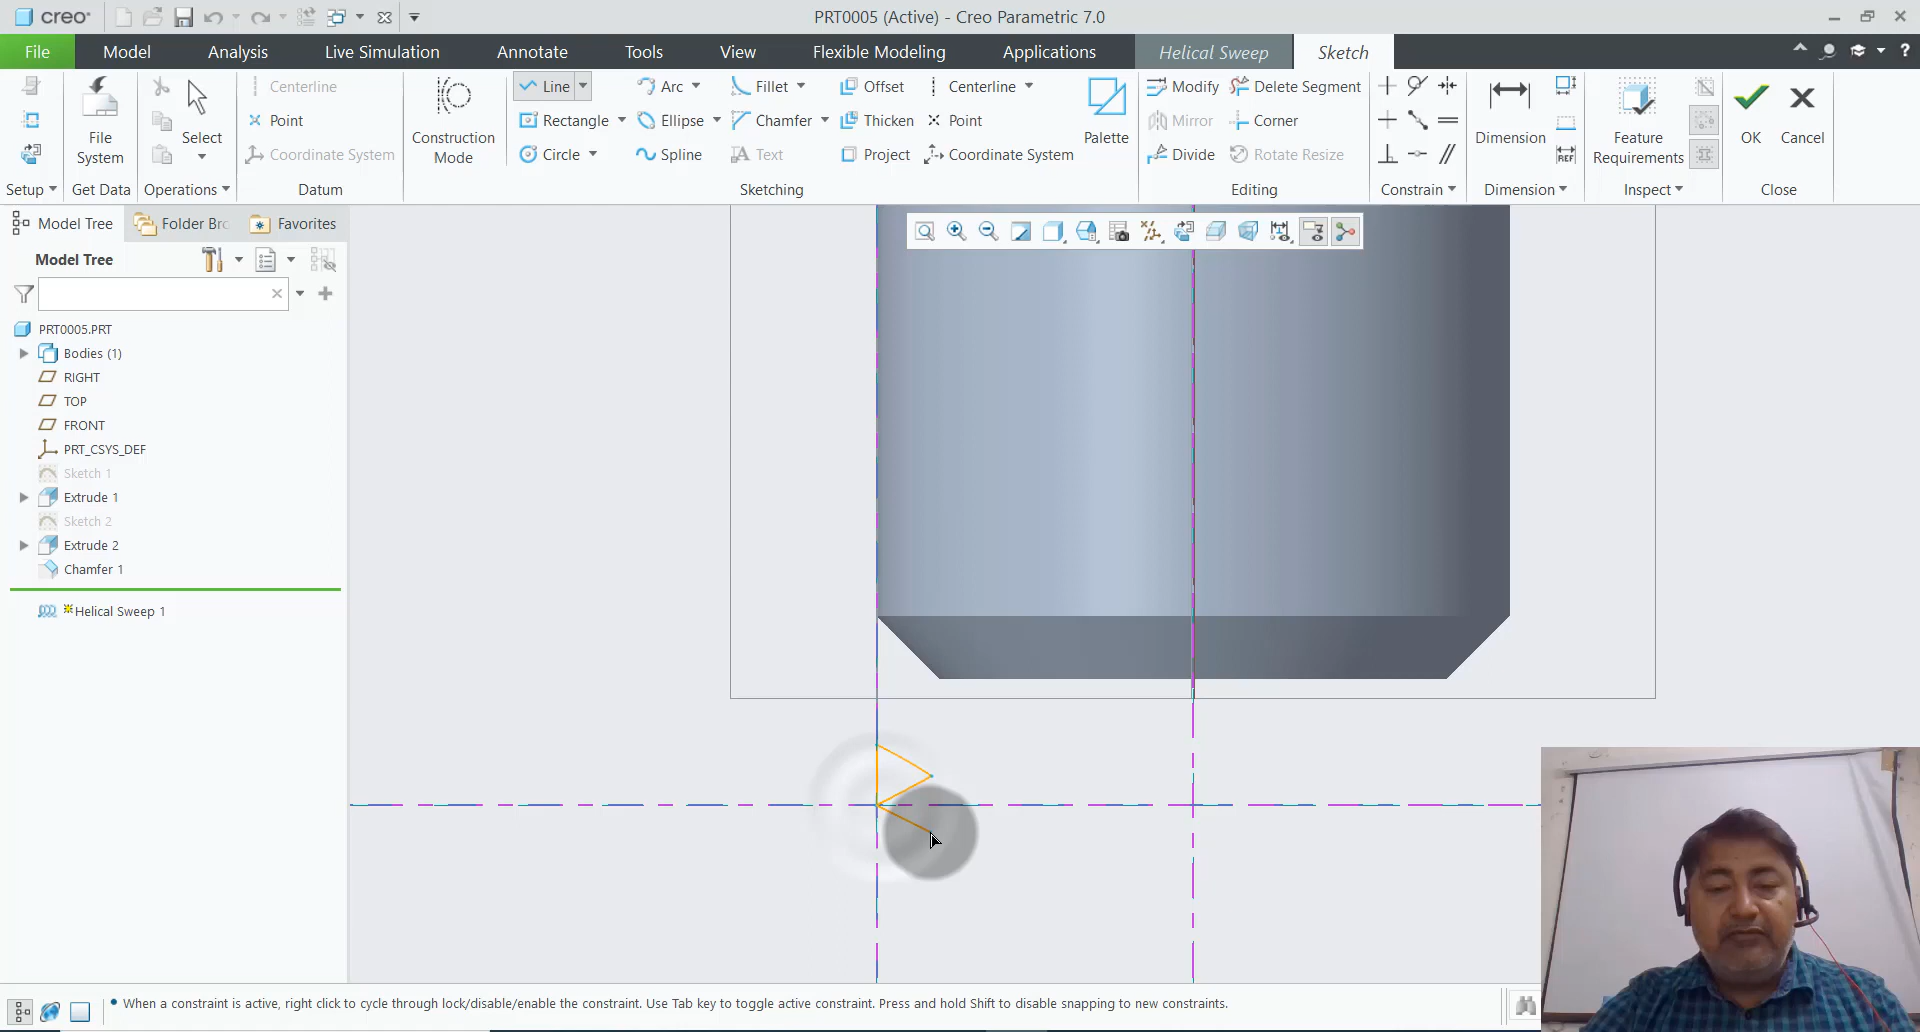 creo
PRT0005 (Active) - Creo Parametric 7.0
File Model Analysis Live Simulation Annotate Tools View Flexible Modeling Applications Helical Sweep Sketch
Centerline Line Arc Fillet Offset Centerline Modify Delete Segment
Point Rectangle Ellipse Chamfer Thicken Point Mirror Corner
Coordinate System Circle Spline Text Project Coordinate System Divide Rotate Resize
File System
Select
Construction Mode
Palette
Dimension
REF
Feature Requirements
OK
Cancel
Setup Get Data Operations Datum Sketching Editing Constrain Dimension Inspect Close
Model Tree Folder Bro Favorites
Model Tree
PRT0005.PRT
Bodies (1)
RIGHT
TOP
FRONT
PRT_CSYS_DEF
Sketch 1
Extrude 1
Sketch 2
Extrude 2
Chamfer 1
Helical Sweep 1
When a constraint is active, right click to cycle through lock/disable/enable the constraint. Use Tab key to toggle active constraint. Press and hold Shift to disable snapping to new constraints.